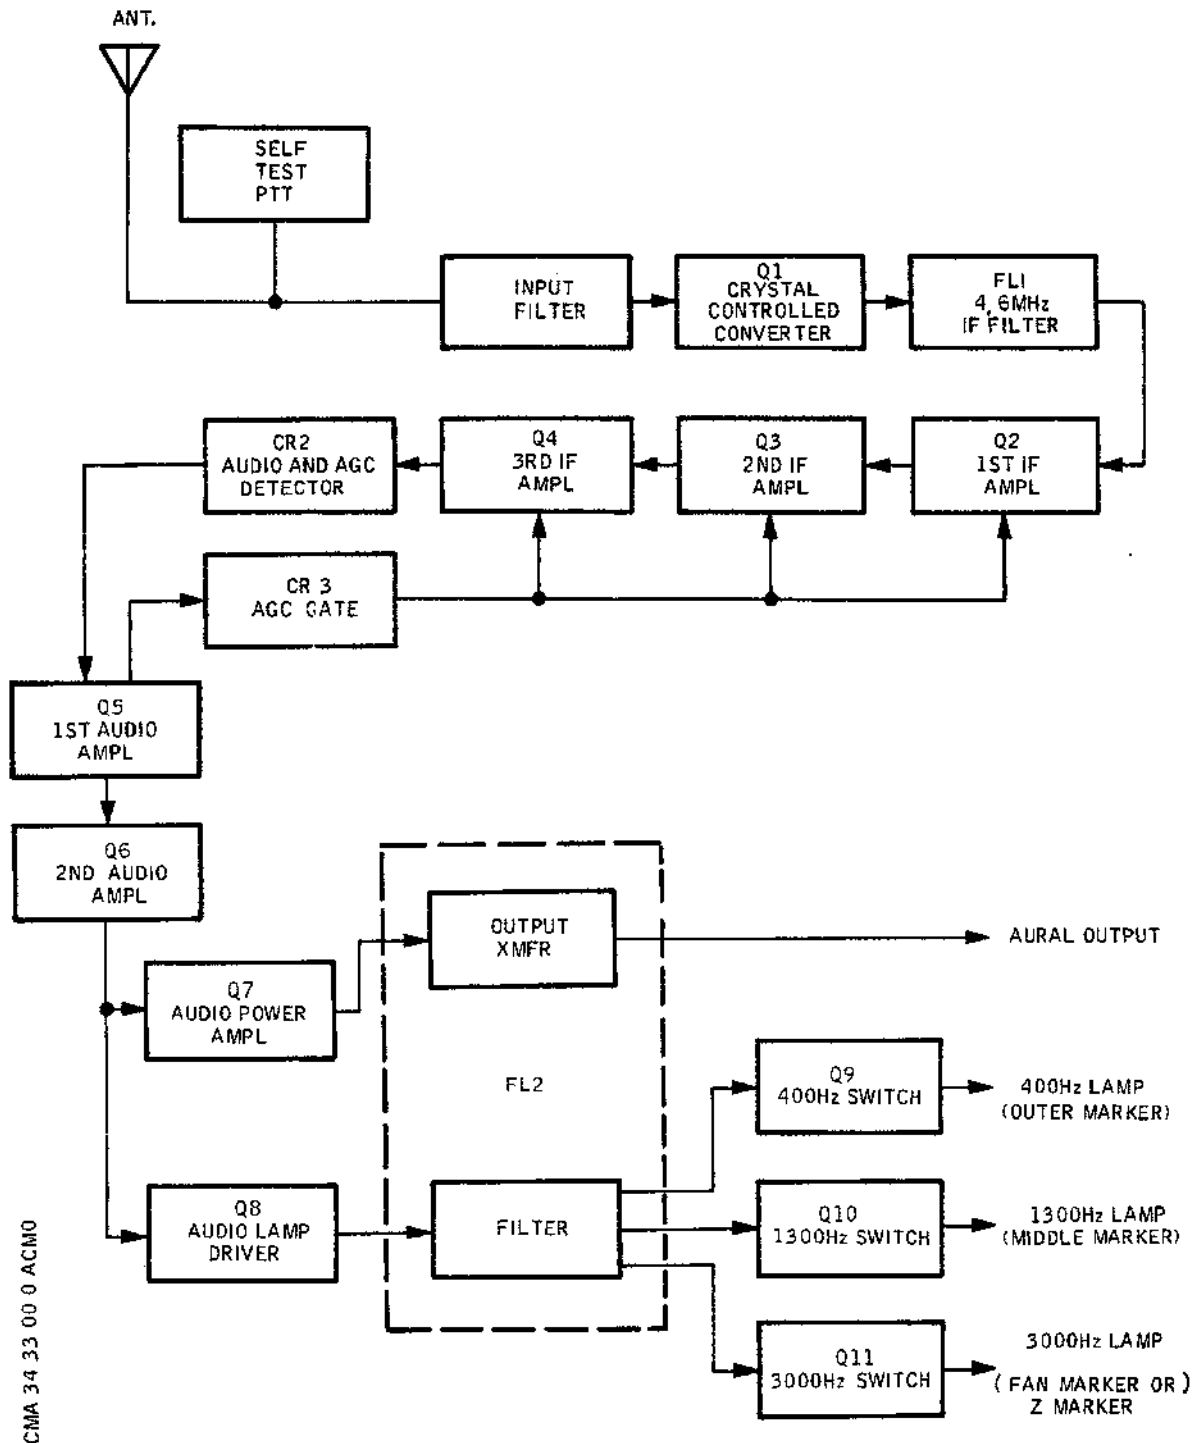 ANT.
SELF
TEST
PTT
INPUT
FILTER
Q1
CRYSTAL
CONTROLLED
CONVERTER
FL1
4.6MHz
IF FILTER
CR2
AUDIO AND AGC
DETECTOR
Q4
3RD IF
AMPL
Q3
2ND IF
AMPL
Q2
1ST IF
AMPL
CR 3
AGC GATE
Q5
1ST AUDIO
AMPL
Q6
2ND AUDIO
AMPL
OUTPUT
XMFR
AURAL OUTPUT
Q7
AUDIO POWER
AMPL
FL2
Q9
400Hz SWITCH
400Hz LAMP
(OUTER MARKER)
Q8
AUDIO LAMP
DRIVER
FILTER
Q10
1300Hz SWITCH
1300Hz LAMP
(MIDDLE MARKER)
Q11
3000Hz SWITCH
3000Hz LAMP
( FAN MARKER OR )
Z MARKER
CMA 34 33 00 0 ACM0